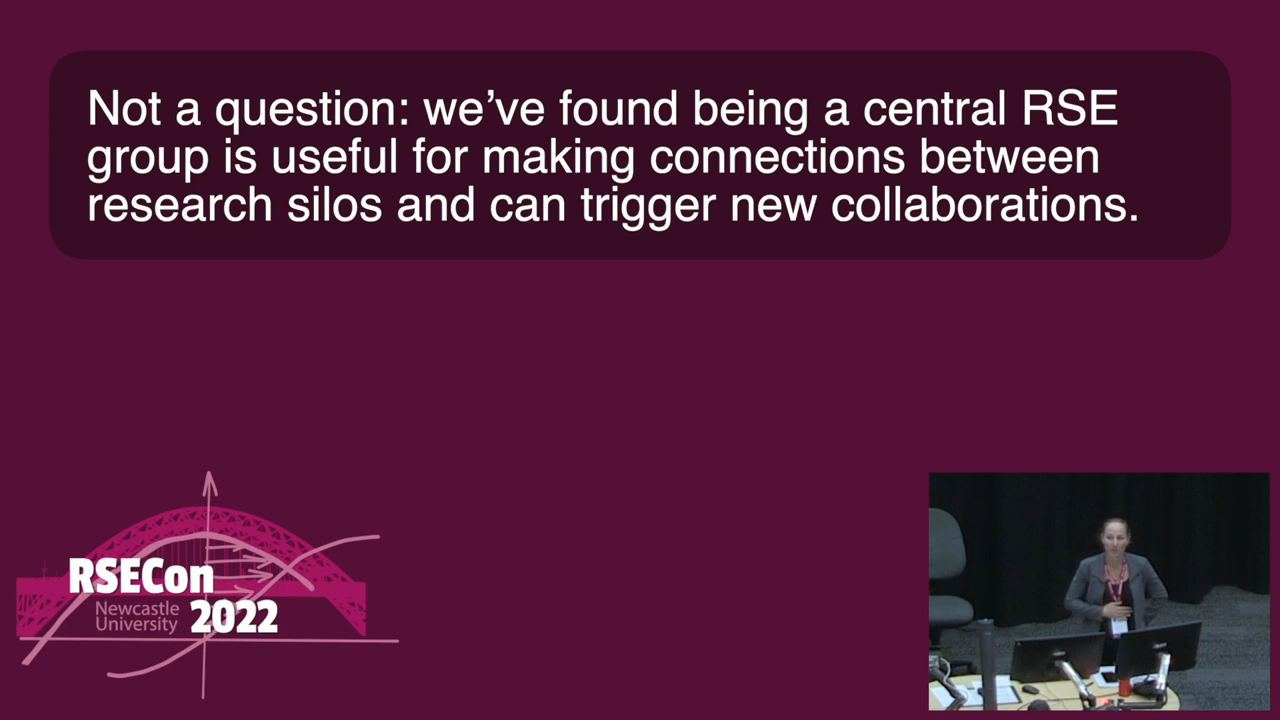 Not a question: we’ve found being a central RSE
group is useful for making connections between
research silos and can trigger new collaborations.
RSECon
Newcastle
University 2022